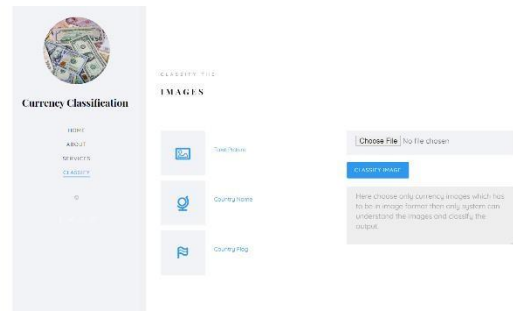 Currency Classification
HOME
ABOUT
SERVICES
CLASSIFY
CLASSIFY THE
IMAGES
Country Name
Country Flag
Choose File No file chosen
CLASSIFY IMAGE
Here choose only currency images which has
to be in image format then only system can
understand the images and classify the
output.